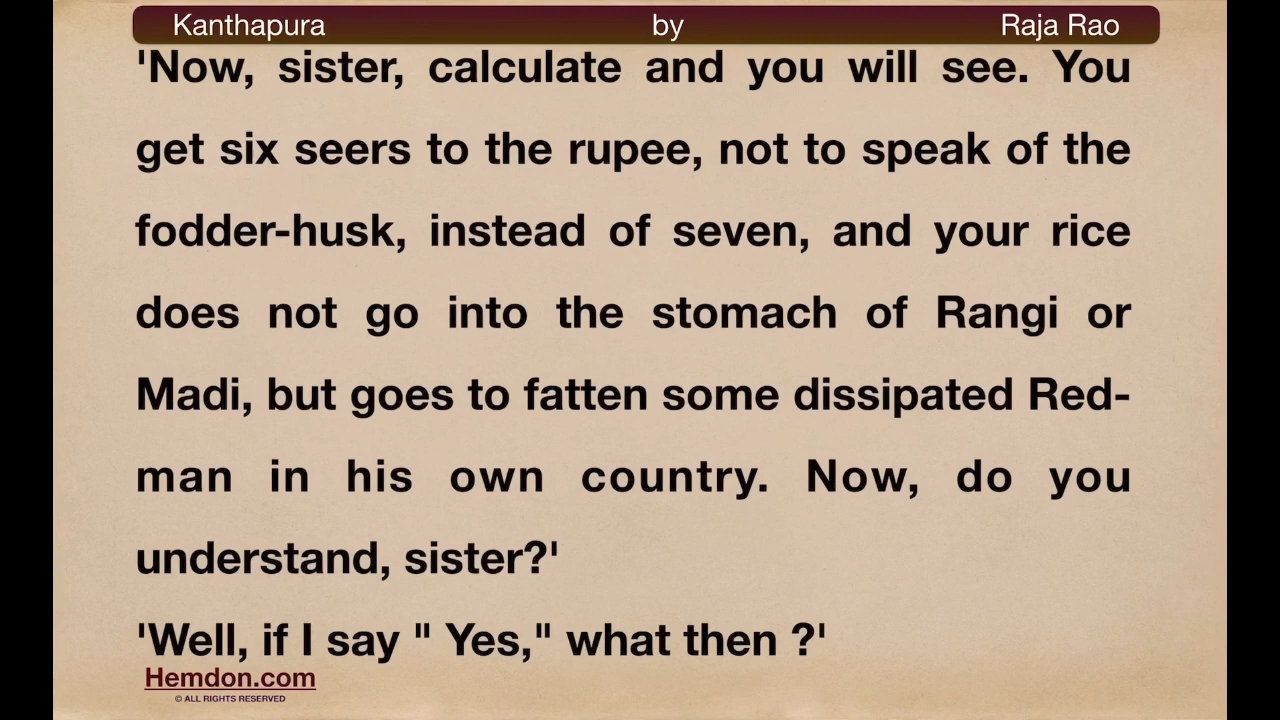 Kanthapura by Raja Rao
'Now, sister, calculate and you will see. You
get six seers to the rupee, not to speak of the
fodder-husk, instead of seven, and your rice
does not go into the stomach of Rangi or
Madi, but goes to fatten some dissipated Red-
man in his own country. Now, do you
understand, sister?'
'Well, if I say " Yes," what then ?'
Hemdon.com
© ALL RIGHTS RESERVED